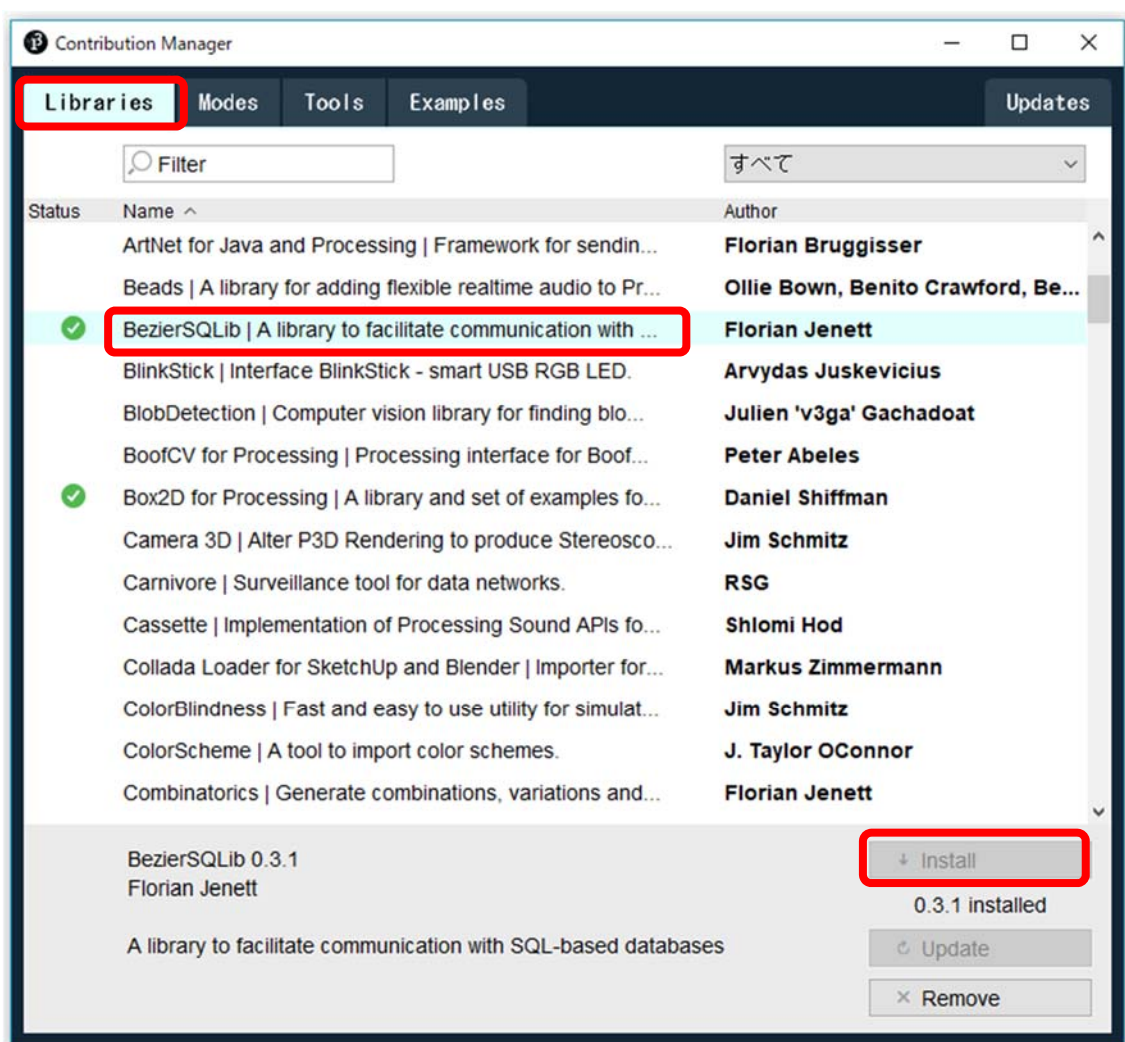 Contribution Manager
Libraries Modes Tools Examples Updates
Filter すべて
Status Name Author
ArtNet for Java and Processing | Framework for sendin... Florian Bruggisser
Beads | A library for adding flexible realtime audio to Pr... Ollie Bown, Benito Crawford, Be...
BezierSQLib | A library to facilitate communication with ... Florian Jenett
BlinkStick | Interface BlinkStick - smart USB RGB LED. Arvydas Juskevicius
BlobDetection | Computer vision library for finding blo... Julien 'v3ga' Gachadoat
BoofCV for Processing | Processing interface for Boof... Peter Abeles
Box2D for Processing | A library and set of examples fo... Daniel Shiffman
Camera 3D | Alter P3D Rendering to produce Stereosco... Jim Schmitz
Carnivore | Surveillance tool for data networks. RSG
Cassette | Implementation of Processing Sound APIs fo... Shlomi Hod
Collada Loader for SketchUp and Blender | Importer for... Markus Zimmermann
ColorBlindness | Fast and easy to use utility for simulat... Jim Schmitz
ColorScheme | A tool to import color schemes. J. Taylor OConnor
Combinatorics | Generate combinations, variations and... Florian Jenett
BezierSQLib 0.3.1 Install
Florian Jenett
0.3.1 installed
A library to facilitate communication with SQL-based databases Update
Remove